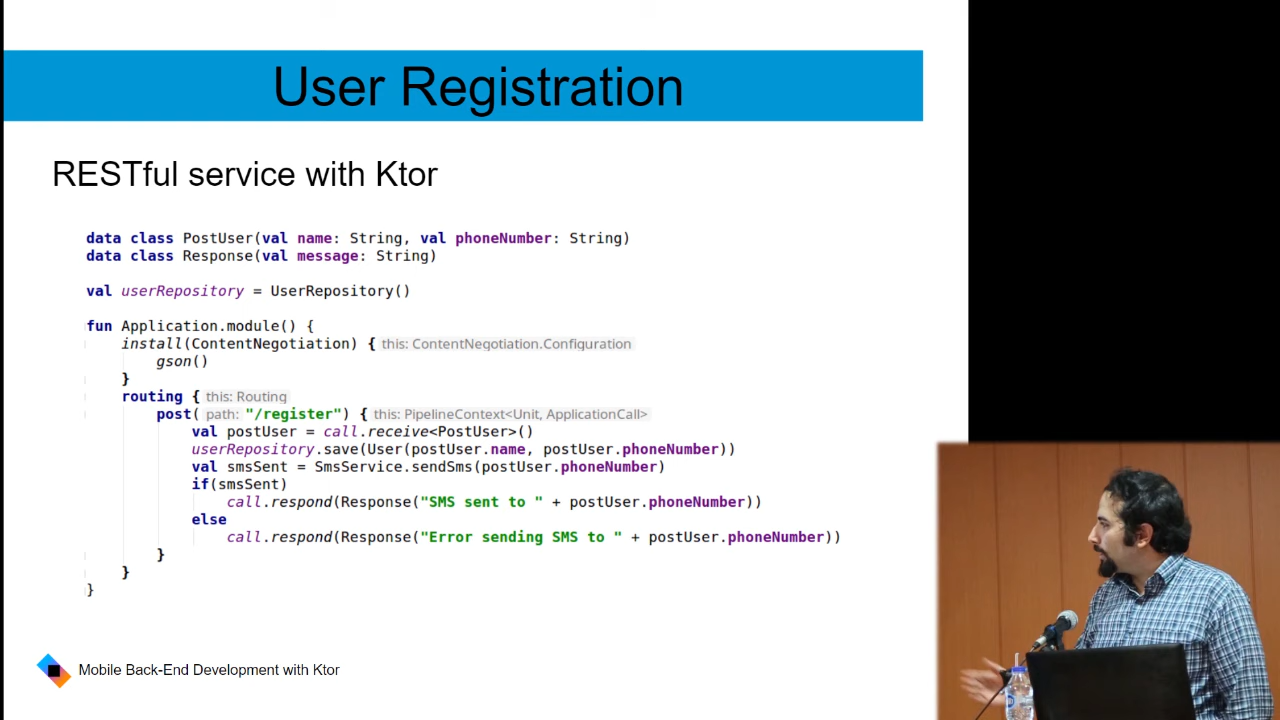 User Registration
RESTful service with Ktor
data class PostUser(val name: String, val phoneNumber: String)
data class Response(val message: String)
val userRepository = UserRepository()
fun Application.module() {
install(ContentNegotiation) { this: ContentNegotiation.Configuration
gson()
}
routing { this: Routing
post( path: "/register") { this: PipelineContext<Unit, ApplicationCall>
val postUser = call.receive<PostUser>()
userRepository.save(User(postUser.name, postUser.phoneNumber))
val smsSent = SmsService.sendSms(postUser.phoneNumber)
if(smsSent)
call.respond(Response("SMS sent to " + postUser.phoneNumber))
else
call.respond(Response("Error sending SMS to " + postUser.phoneNumber))
}
}
}
Mobile Back-End Development with Ktor